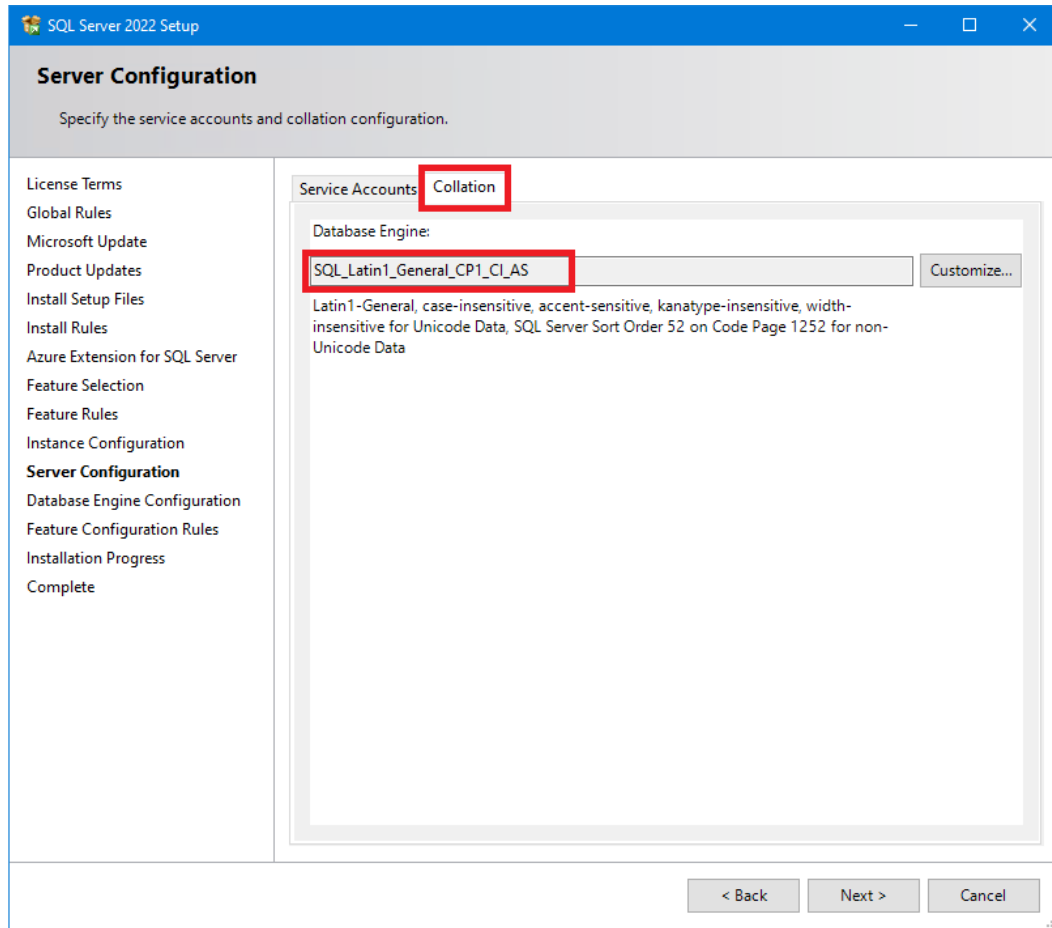 SQL Server 2022 Setup
Server Configuration
Specify the service accounts and collation configuration.
License Terms
Global Rules
Microsoft Update
Product Updates
Install Setup Files
Install Rules
Azure Extension for SQL Server
Feature Selection
Feature Rules
Instance Configuration
Server Configuration
Database Engine Configuration
Feature Configuration Rules
Installation Progress
Complete
Service Accounts Collation
Database Engine:
SQL_Latin1_General_CP1_CI_AS
Customize...
Latin1-General, case-insensitive, accent-sensitive, kanatype-insensitive, width-
insensitive for Unicode Data, SQL Server Sort Order 52 on Code Page 1252 for non-
Unicode Data
< Back Next > Cancel